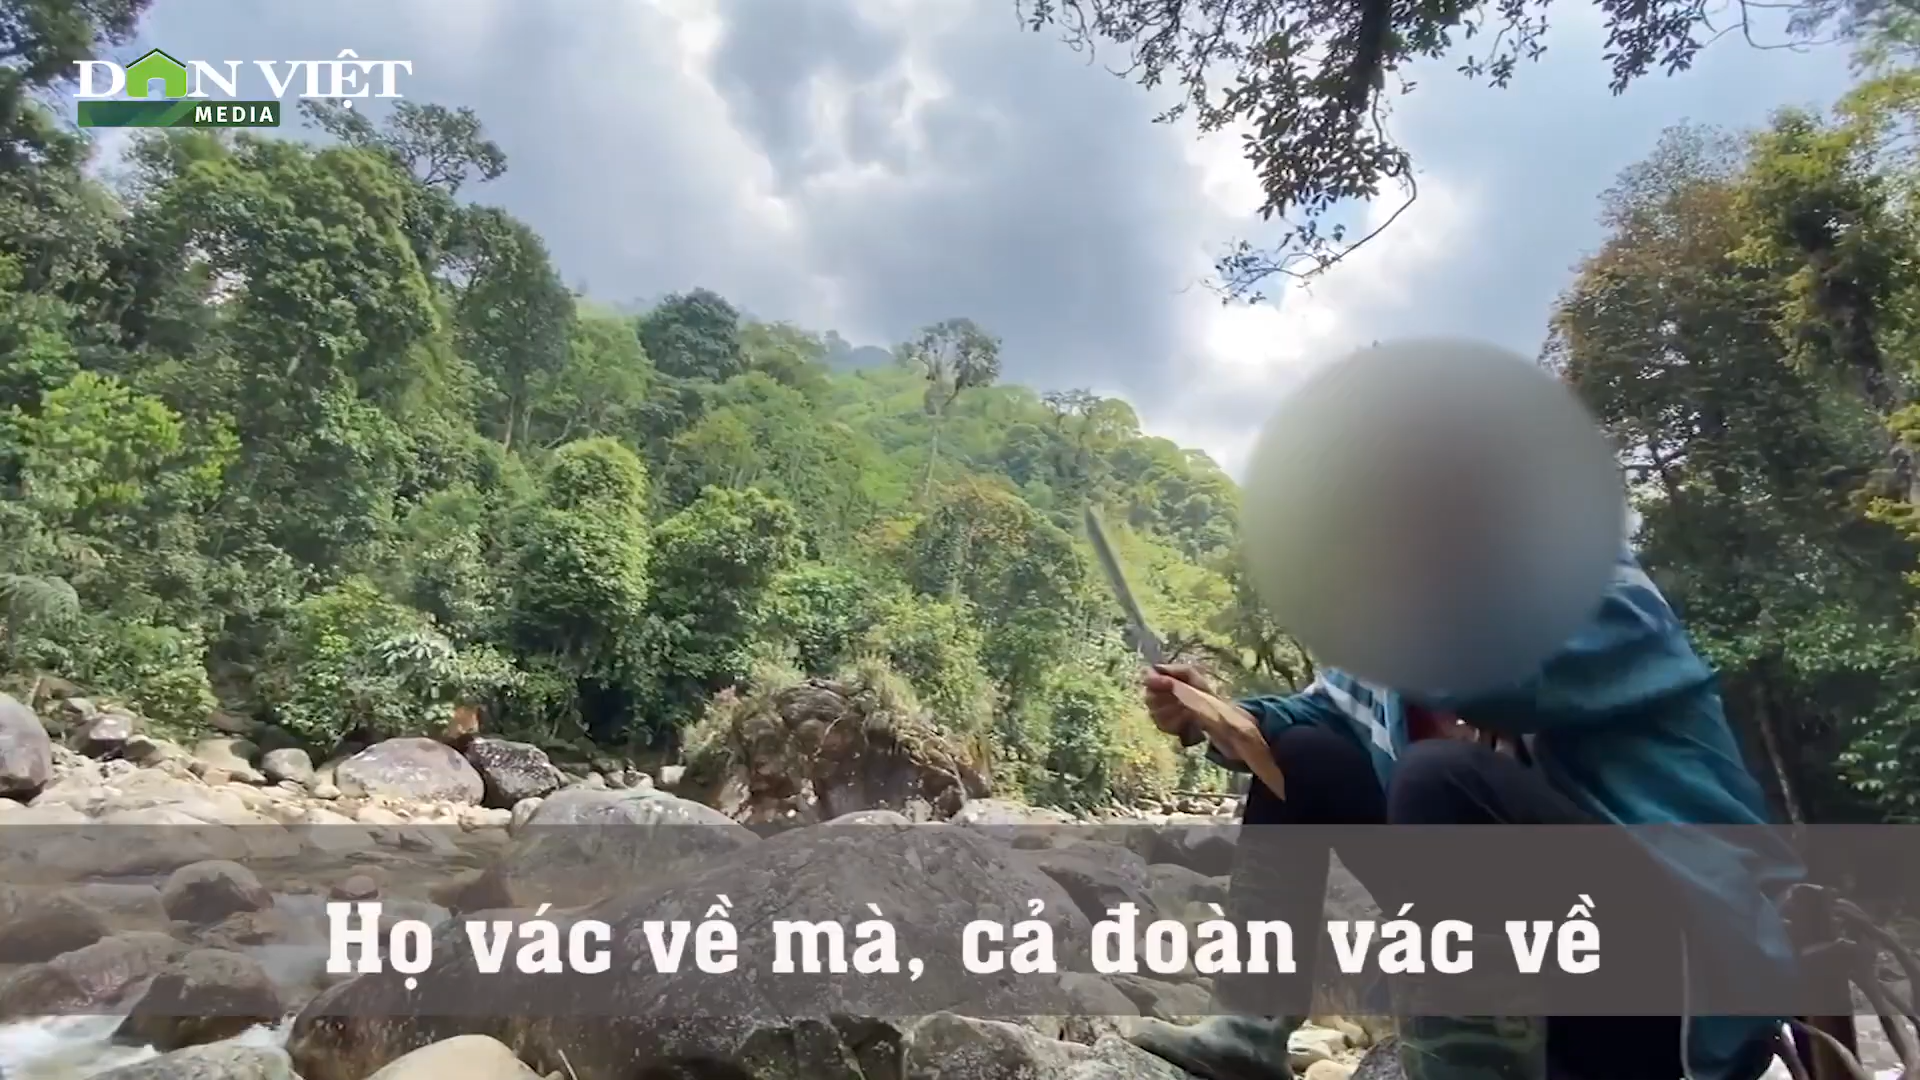 DÂN VIỆT
MEDIA
Họ vác về mà, cả đoàn vác về